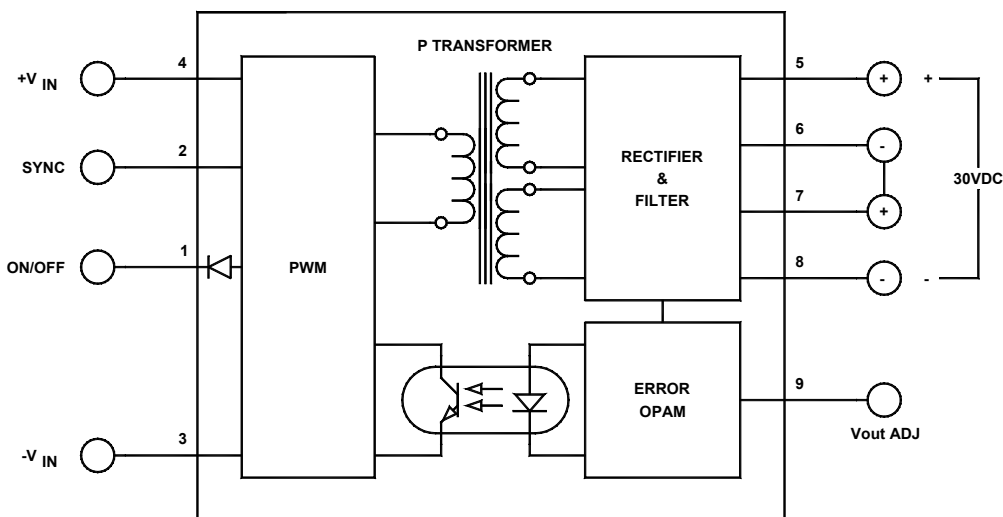 P TRANSFORMER
+V IN
4
SYNC
2
ON/OFF
1
-V IN
3
PWM
RECTIFIER
&
FILTER
ERROR
OPAM
5
+
+
6
-
7
+
8
-
-
30VDC
9
Vout ADJ